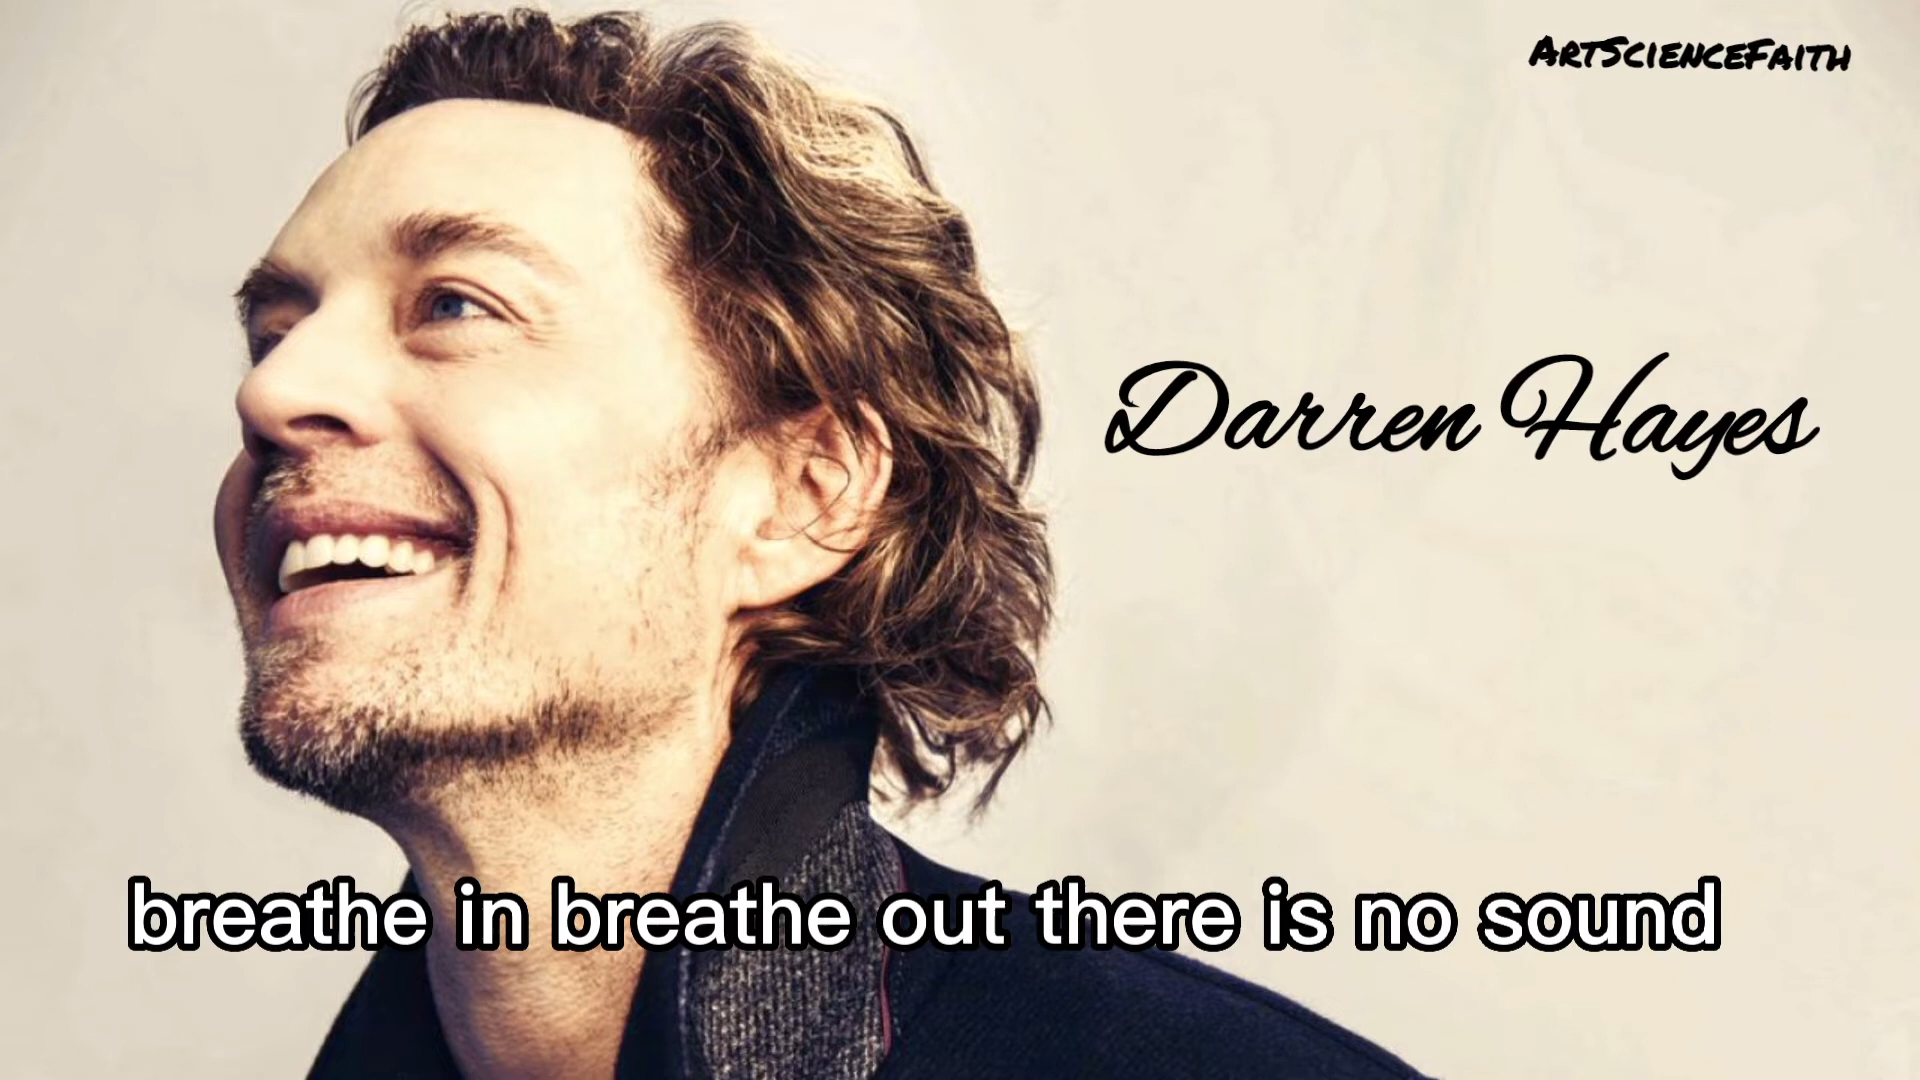 ArtScienceFaith
Darren Hayes
breathe in breathe out there is no sound